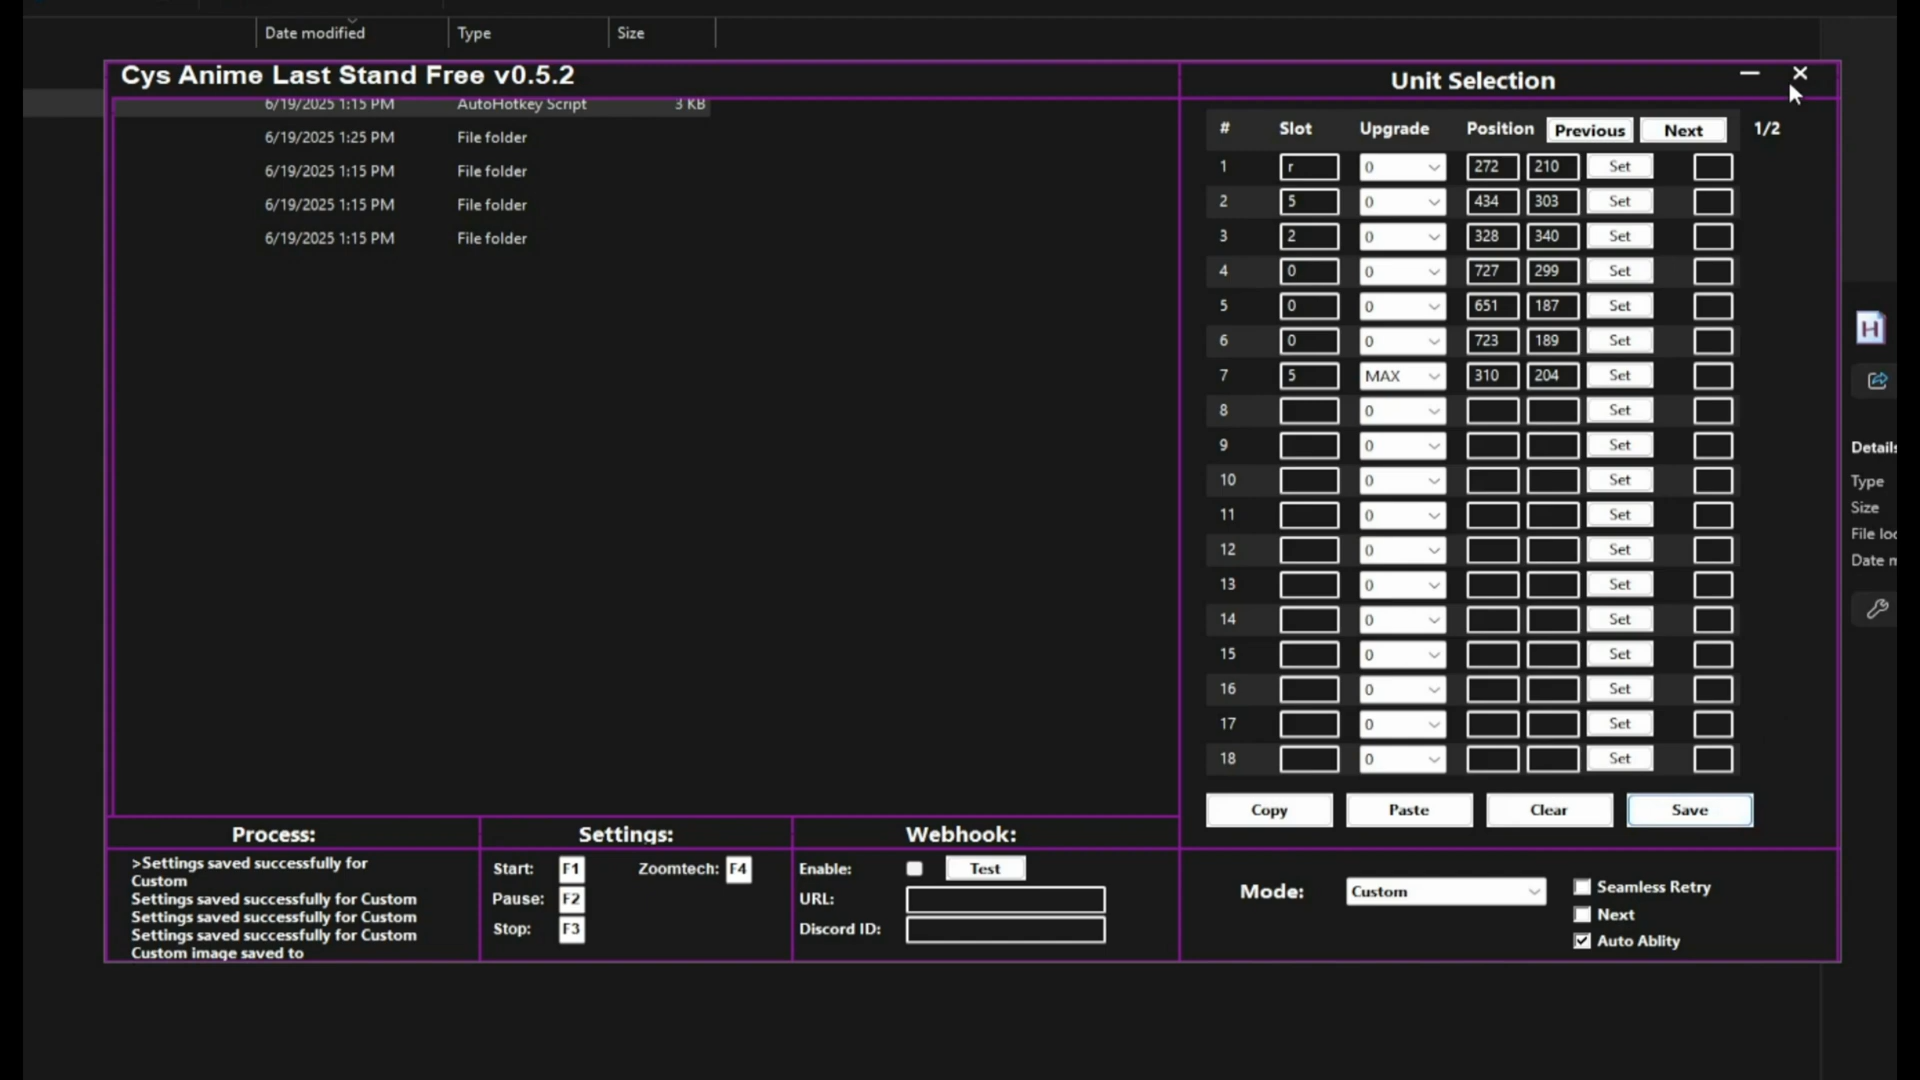 Date modified Type Size
Cys Anime Last Stand Free v0.5.2
Unit Selection
6/19/2025 1:15 PM AutoHotkey Script 3 KB
6/19/2025 1:25 PM File folder
6/19/2025 1:15 PM File folder
6/19/2025 1:15 PM File folder
6/19/2025 1:15 PM File folder
# Slot Upgrade Position Previous Next 1/2
1 r 0 272 210 Set
2 5 0 434 303 Set
3 2 0 328 340 Set
4 0 0 727 299 Set
5 0 0 651 187 Set
6 0 0 723 189 Set
7 5 MAX 310 204 Set
8 0 Set
9 0 Set
10 0 Set
11 0 Set
12 0 Set
13 0 Set
14 0 Set
15 0 Set
16 0 Set
17 0 Set
18 0 Set
Copy Paste Clear Save
H
Details
Type
Size
File loc
Date m
Process:
>Settings saved successfully for
Custom
Settings saved successfully for Custom
Settings saved successfully for Custom
Settings saved successfully for Custom
Custom image saved to
Settings:
Start: F1 Zoomtech: F4
Pause: F2
Stop: F3
Webhook:
Enable: Test
URL:
Discord ID:
Mode: Custom
Seamless Retry
Next
Auto Ablity